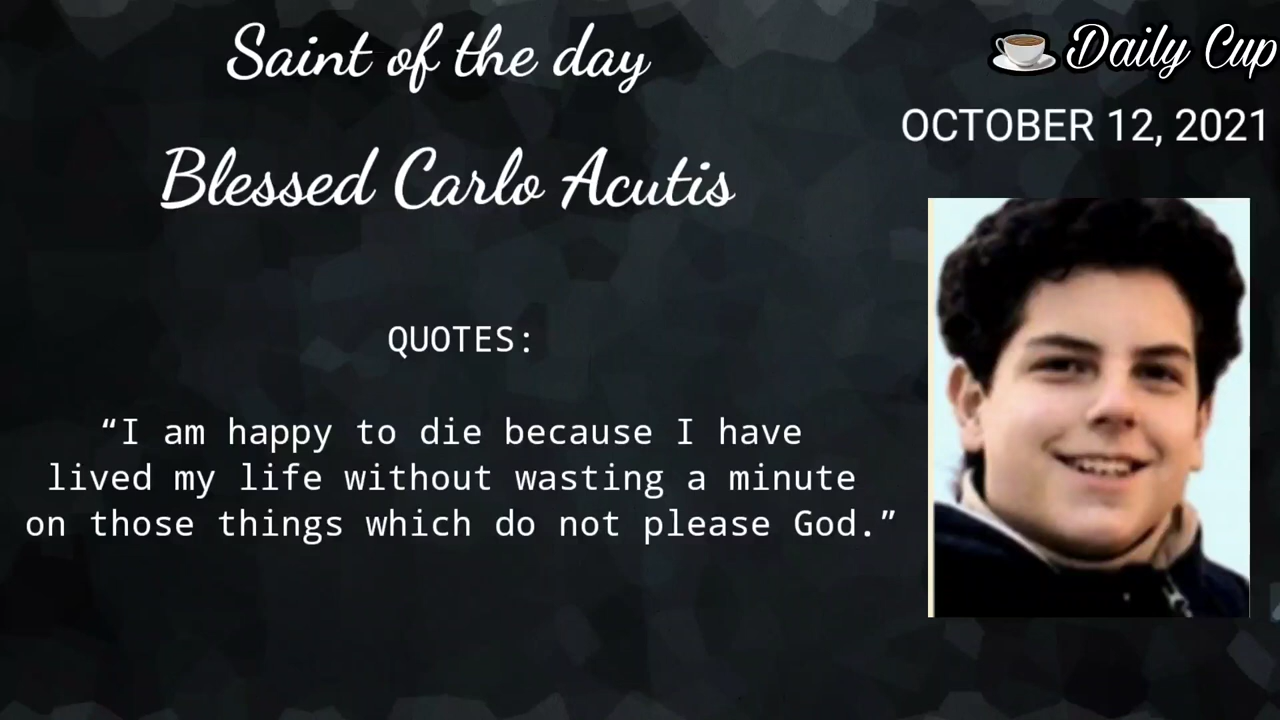 Saint of the day
Daily Cup
OCTOBER 12, 2021
Blessed Carlo Acutis
QUOTES:
“I am happy to die because I have
lived my life without wasting a minute
on those things which do not please God.”